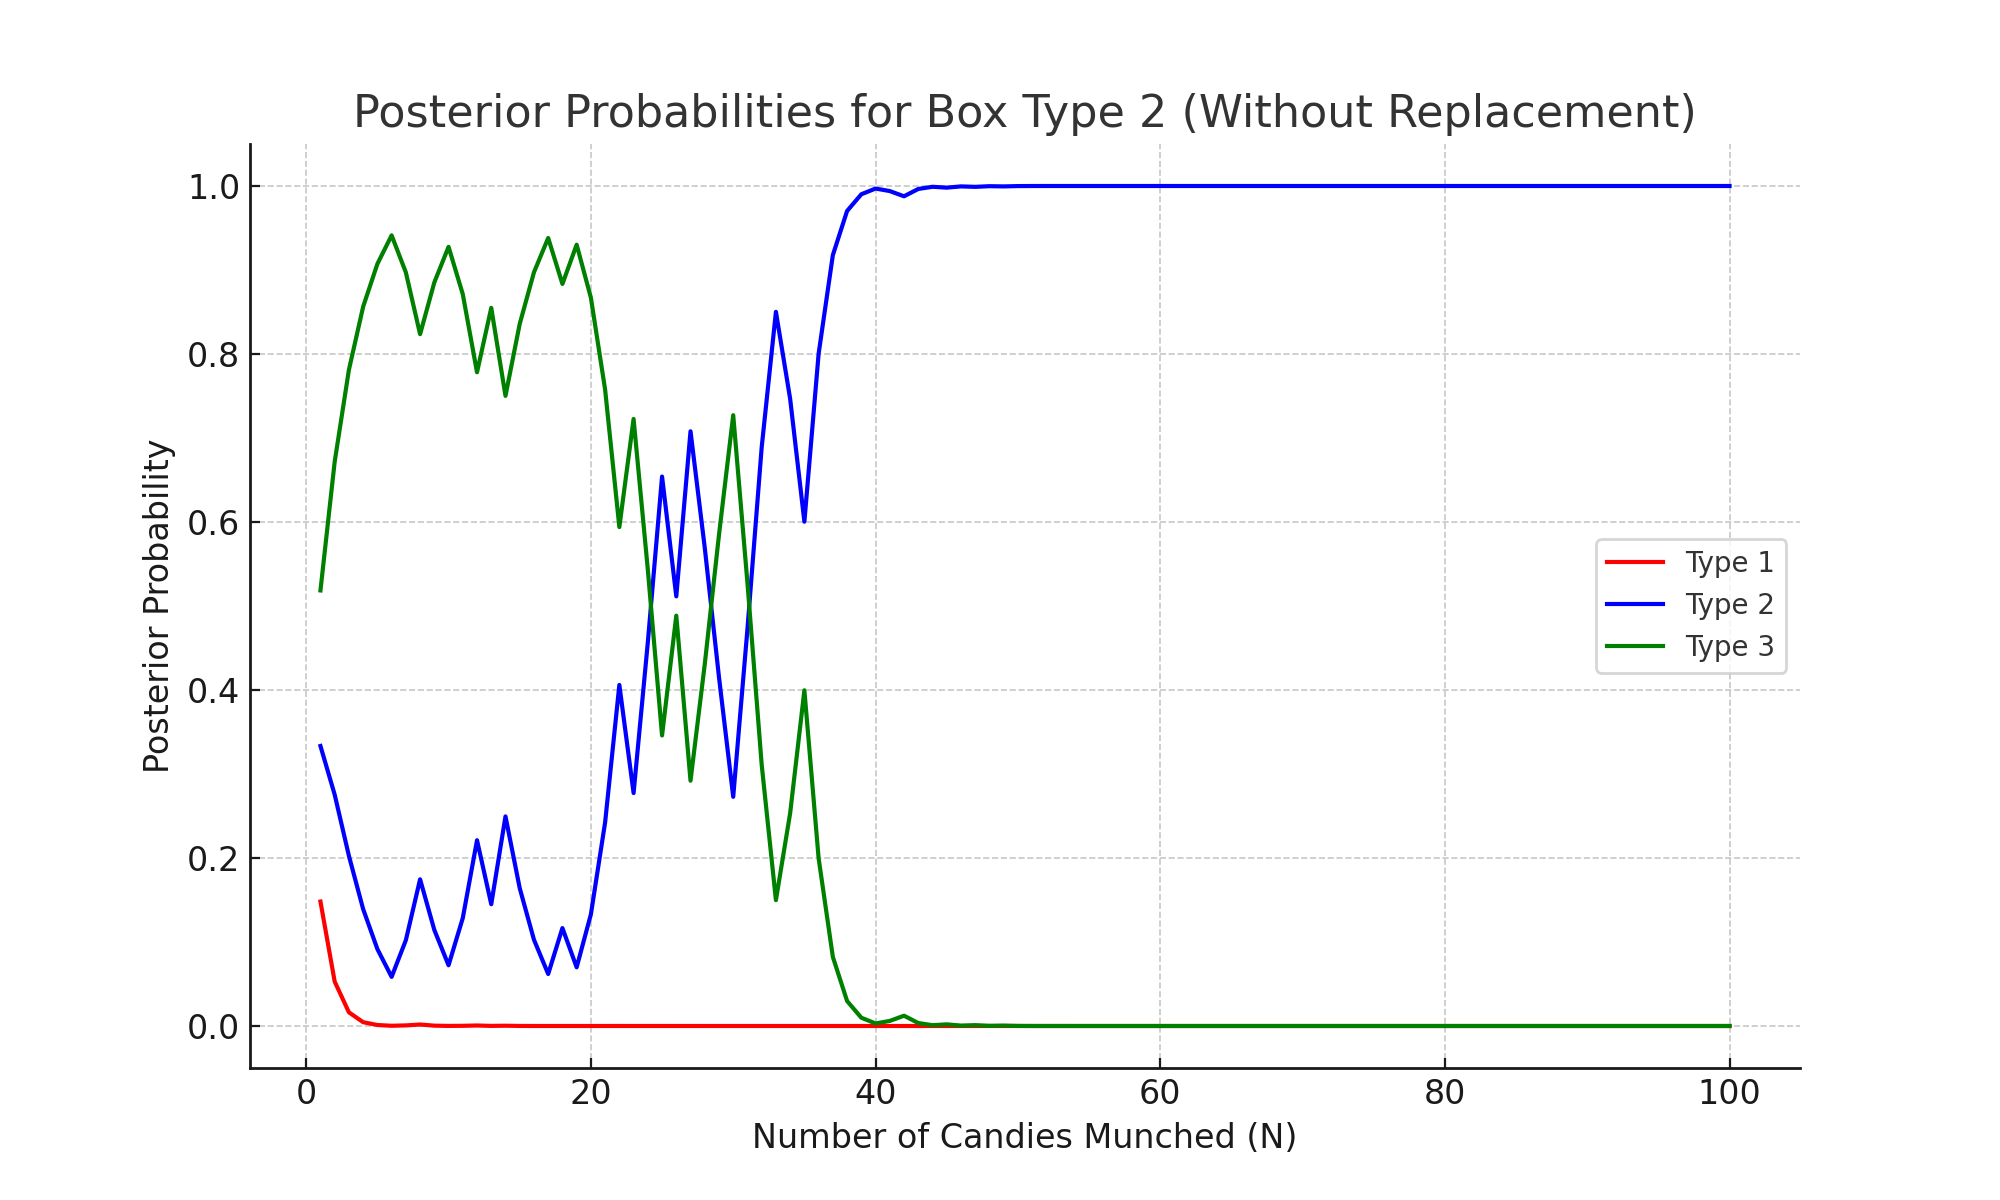 Posterior Probabilities for Box Type 2 (Without Replacement)
1.0
0.8
0.6
0.4
0.2
0.0
Posterior Probability
Type 1
Type 2
Type 3
0 20 40 60 80 100
Number of Candies Munched (N)